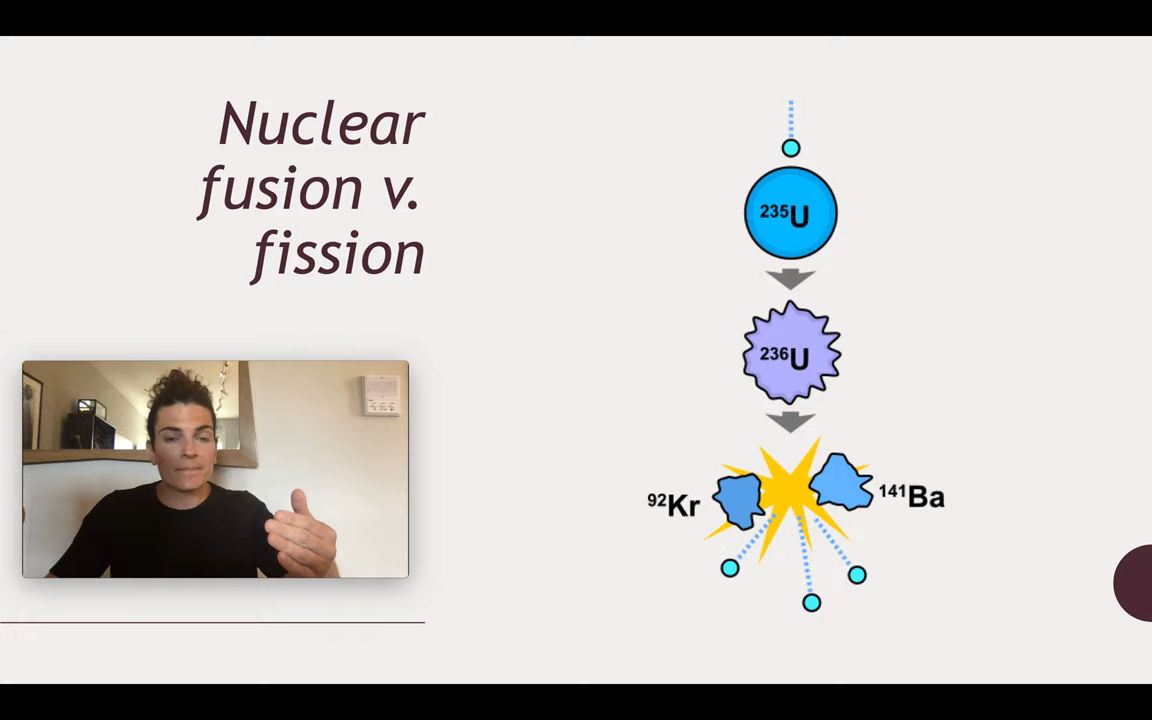 Nuclear
fusion v.
fission
²³⁵U
²³⁶U
⁹²Kr
¹⁴¹Ba